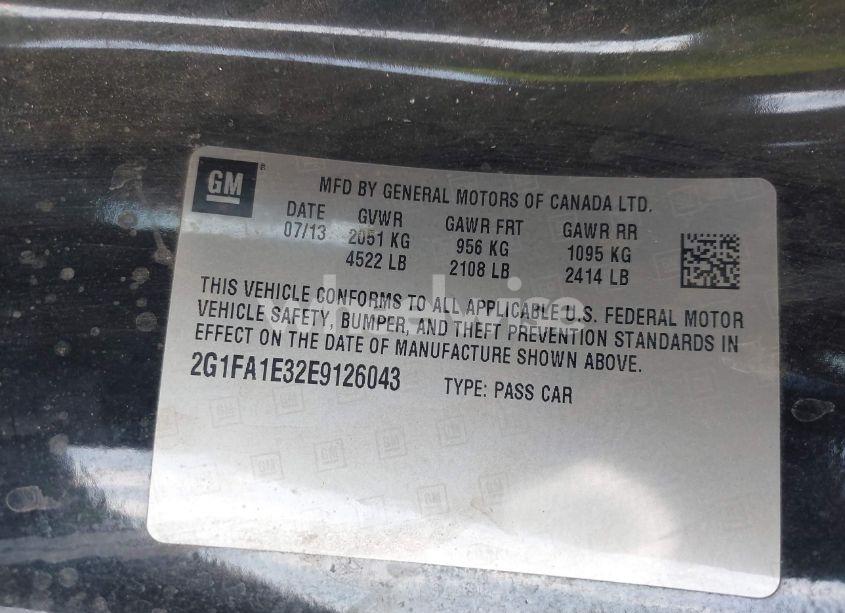 GM ®
MFD BY GENERAL MOTORS OF CANADA LTD.
DATE GVWR GAWR FRT GAWR RR
07/13 2051 KG 956 KG 1095 KG
4522 LB 2108 LB 2414 LB
THIS VEHICLE CONFORMS TO ALL APPLICABLE U.S. FEDERAL MOTOR
VEHICLE SAFETY, BUMPER, AND THEFT PREVENTION STANDARDS IN
EFFECT ON THE DATE OF MANUFACTURE SHOWN ABOVE.
2G1FA1E32E9126043 TYPE: PASS CAR